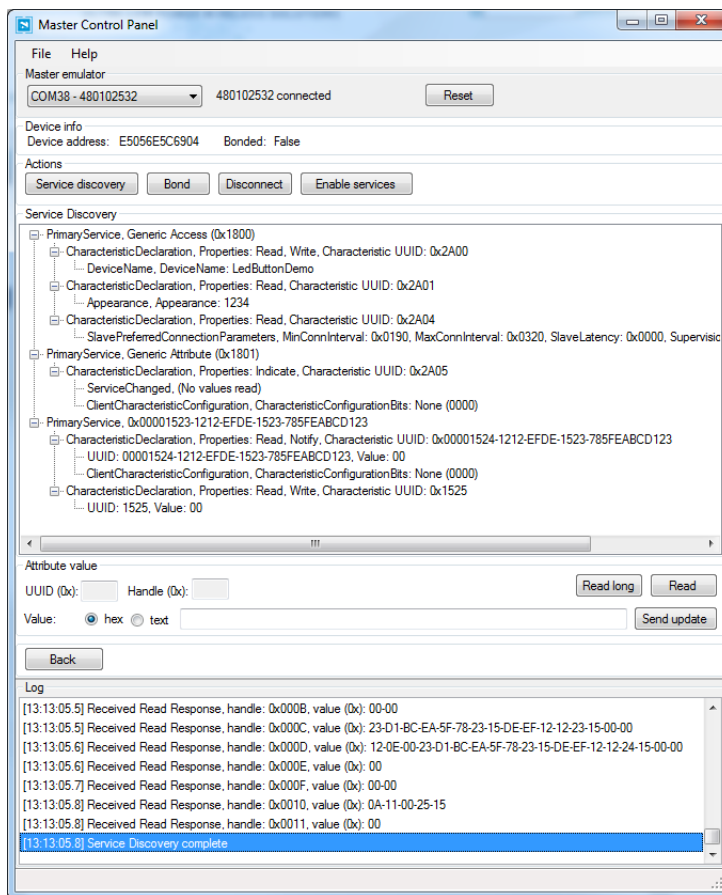 Master Control Panel
File Help
Master emulator
COM38 - 480102532 480102532 connected Reset
Device info
Device address: E5056E5C6904 Bonded: False
Actions
Service discovery Bond Disconnect Enable services
Service Discovery
PrimaryService, Generic Access (0x1800)
CharacteristicDeclaration, Properties: Read, Write, Characteristic UUID: 0x2A00
DeviceName, DeviceName: LedButtonDemo
CharacteristicDeclaration, Properties: Read, Characteristic UUID: 0x2A01
Appearance, Appearance: 1234
CharacteristicDeclaration, Properties: Read, Characteristic UUID: 0x2A04
SlavePreferredConnectionParameters, MinConnInterval: 0x0190, MaxConnInterval: 0x0320, SlaveLatency: 0x0000, Supervisic
PrimaryService, Generic Attribute (0x1801)
CharacteristicDeclaration, Properties: Indicate, Characteristic UUID: 0x2A05
ServiceChanged, (No values read)
ClientCharacteristicConfiguration, CharacteristicConfigurationBits: None (0000)
PrimaryService, 0x00001523-1212-EFDE-1523-785FEABCD123
CharacteristicDeclaration, Properties: Read, Notify, Characteristic UUID: 0x00001524-1212-EFDE-1523-785FEABCD123
UUID: 00001524-1212-EFDE-1523-785FEABCD123, Value: 00
ClientCharacteristicConfiguration, CharacteristicConfigurationBits: None (0000)
CharacteristicDeclaration, Properties: Read, Write, Characteristic UUID: 0x1525
UUID: 1525, Value: 00
Attribute value
UUID (0x): Handle (0x): Read long Read
Value: hex text Send update
Back
Log
[13:13:05.5] Received Read Response, handle: 0x000B, value (0x): 00-00
[13:13:05.5] Received Read Response, handle: 0x000C, value (0x): 23-D1-BC-EA-5F-78-23-15-DE-EF-12-12-23-15-00-00
[13:13:05.6] Received Read Response, handle: 0x000D, value (0x): 12-0E-00-23-D1-BC-EA-5F-78-23-15-DE-EF-12-12-24-15-00-00
[13:13:05.6] Received Read Response, handle: 0x000E, value (0x): 00
[13:13:05.7] Received Read Response, handle: 0x000F, value (0x): 00-00
[13:13:05.8] Received Read Response, handle: 0x0010, value (0x): 0A-11-00-25-15
[13:13:05.8] Received Read Response, handle: 0x0011, value (0x): 00
[13:13:05.8] Service Discovery complete